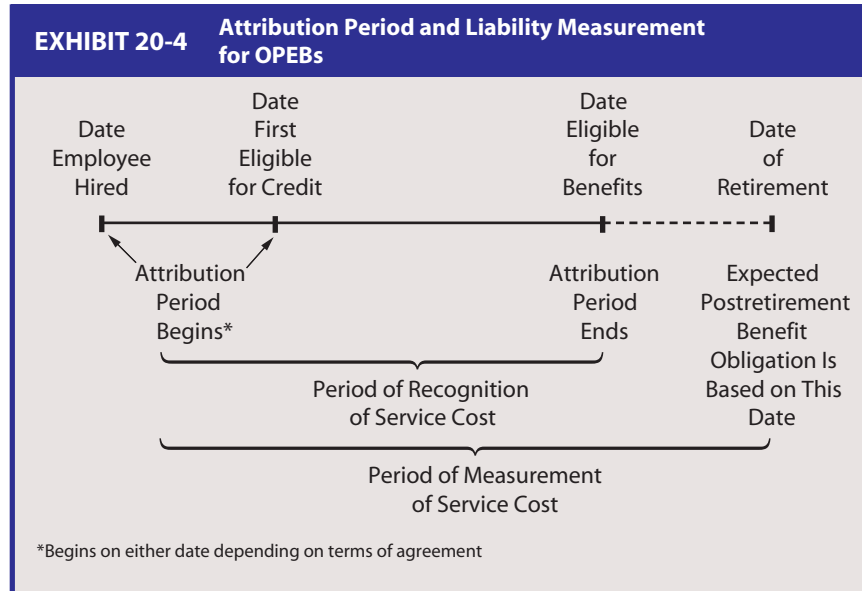 EXHIBIT 20-4
Attribution Period and Liability Measurement
for OPEBs
Date
Employee
Hired
Date
First
Eligible
for Credit
Date
Eligible
for
Benefits
Date
of
Retirement
Attribution
Period
Begins*
Attribution
Period
Ends
Expected
Postretirement
Benefit
Obligation Is
Based on This
Date
Period of Recognition
of Service Cost
Period of Measurement
of Service Cost
*Begins on either date depending on terms of agreement